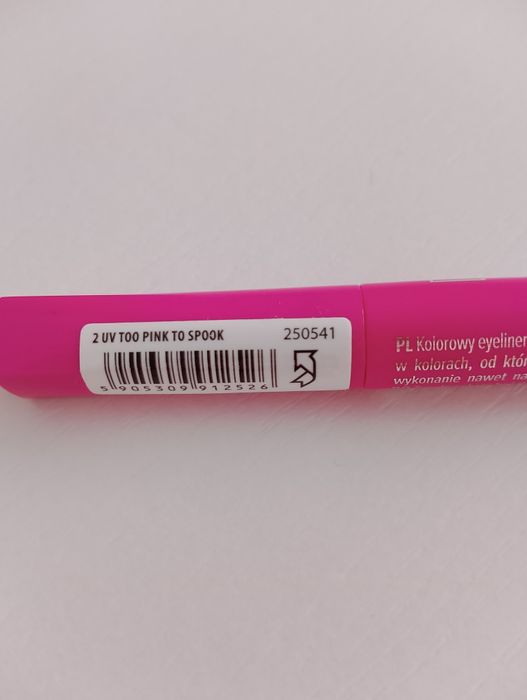 2 UV TOO PINK TO SPOOK 250541
5 905309 912526
PL Kolorowy eyeliner
w kolorach, od któr
wykonanie nawet na